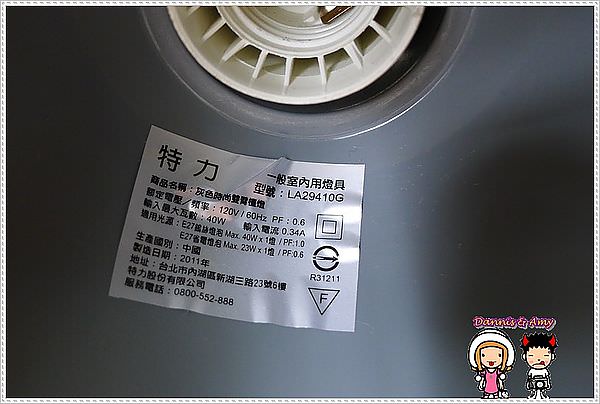 特力 一般室內用燈具
商品名稱：灰色時尚雙臂檯燈 型號：LA29410G
額定電壓／頻率：120V / 60Hz PF：0.6
輸入最大瓦數：40W 輸入電流 0.34A
適用光源：E27鎢絲燈泡 Max. 40W x 1燈 / PF:1.0
E27省電燈泡 Max. 23W x 1燈 / PF:0.6
生產國別：中國
製造日期：2011年
地址：台北市內湖區新湖三路23號6樓
特力股份有限公司
服務電話：0800-552-888
R31211
F
Dannis & Amy